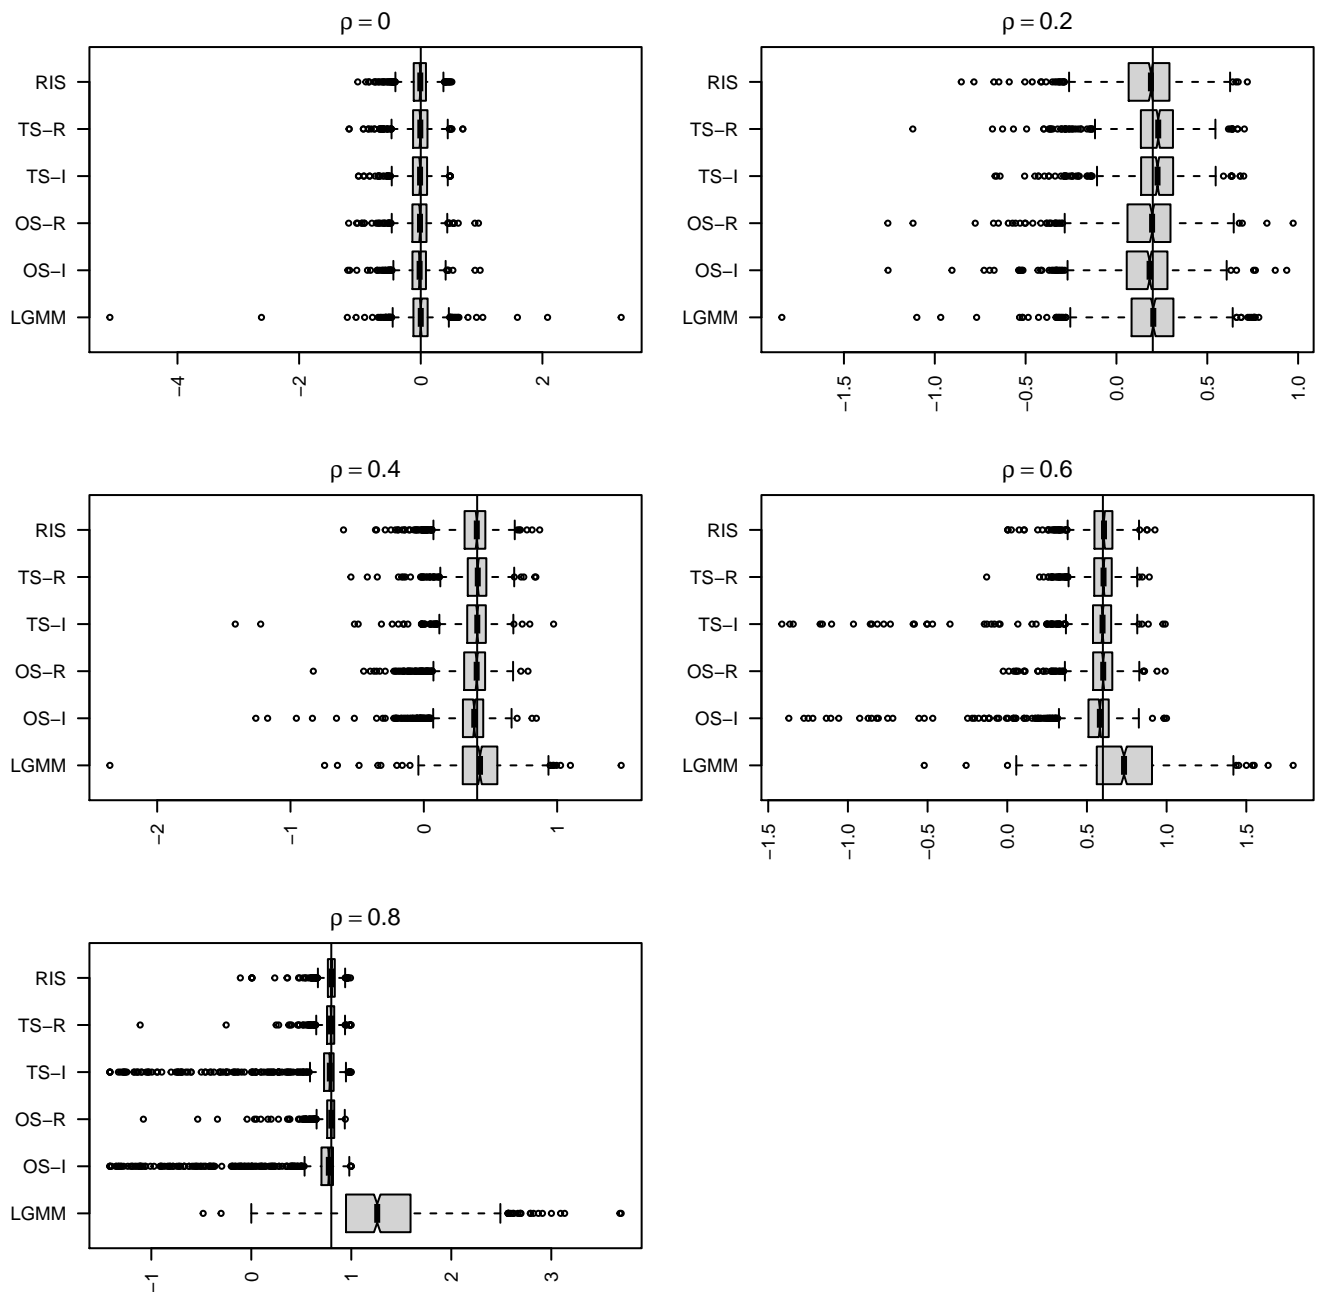 ρ = 0
RIS
TS−R
TS−I
OS−R
OS−I
LGMM
−4
−2
0
2
ρ = 0.2
RIS
TS−R
TS−I
OS−R
OS−I
LGMM
−1.5
−1.0
−0.5
0.0
0.5
1.0
ρ = 0.4
RIS
TS−R
TS−I
OS−R
OS−I
LGMM
−2
−1
0
1
ρ = 0.6
RIS
TS−R
TS−I
OS−R
OS−I
LGMM
−1.5
−1.0
−0.5
0.0
0.5
1.0
1.5
ρ = 0.8
RIS
TS−R
TS−I
OS−R
OS−I
LGMM
−1
0
1
2
3